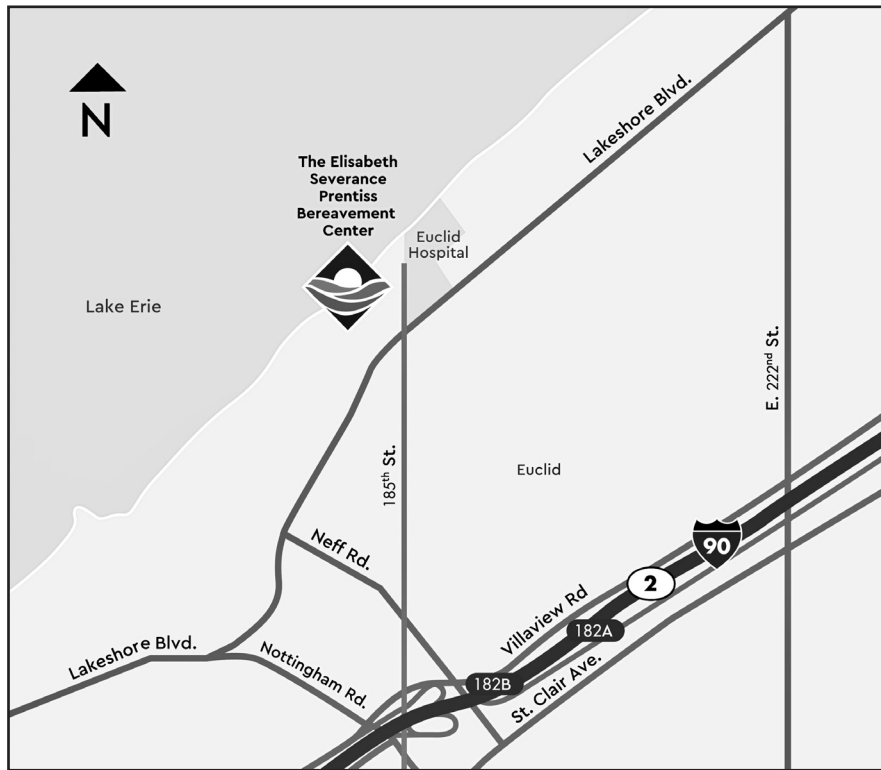 N
Lakeshore Blvd.
The Elisabeth
Severance
Prentiss
Bereavement
Center
Euclid
Hospital
Lake Erie
E. 222nd St.
185th St.
Euclid
Neff Rd.
90
2
Villaview Rd
182A
Lakeshore Blvd.
Nottingham Rd.
182B
St. Clair Ave.